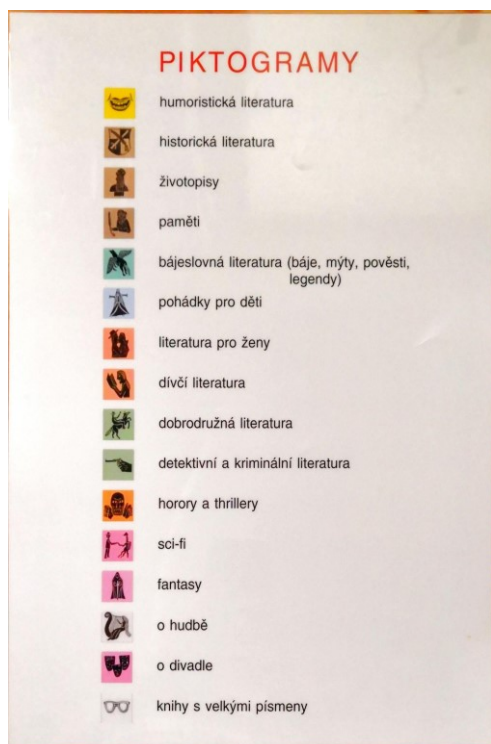 PIKTOGRAMY
humoristická literatura
historická literatura
životopisy
paměti
bájeslovná literatura (báje, mýty, pověsti,
legendy)
pohádky pro děti
literatura pro ženy
dívčí literatura
dobrodružná literatura
detektivní a kriminální literatura
horory a thrillery
sci-fi
fantasy
o hudbě
o divadle
knihy s velkými písmeny